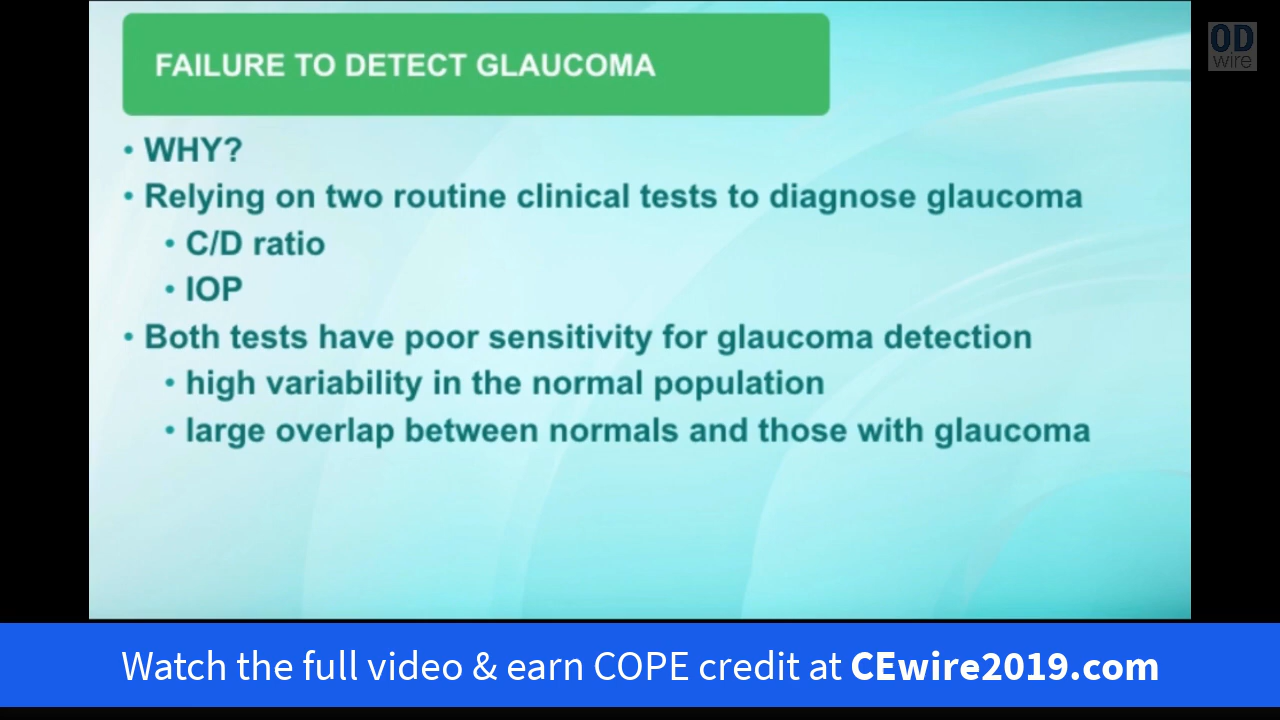 FAILURE TO DETECT GLAUCOMA
OD
wire
• WHY?
• Relying on two routine clinical tests to diagnose glaucoma
• C/D ratio
• IOP
• Both tests have poor sensitivity for glaucoma detection
• high variability in the normal population
• large overlap between normals and those with glaucoma
Watch the full video & earn COPE credit at CEwire2019.com